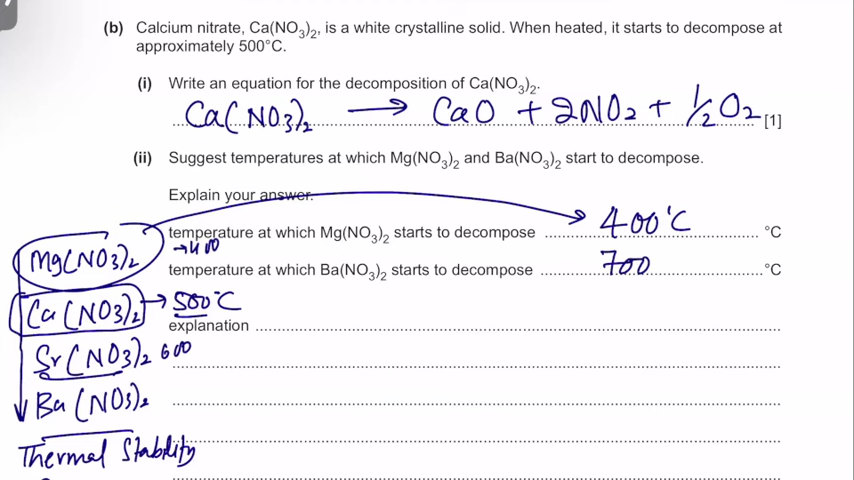 (b) Calcium nitrate, Ca(NO₃)₂, is a white crystalline solid. When heated, it starts to decompose at
approximately 500°C.
(i) Write an equation for the decomposition of Ca(NO₃)₂.
Ca(NO₃)₂ → CaO + 2NO₂ + 1/2 O₂ [1]
(ii) Suggest temperatures at which Mg(NO₃)₂ and Ba(NO₃)₂ start to decompose.
Explain your answer.
temperature at which Mg(NO₃)₂ starts to decompose 400°C °C
Mg(NO₃)₂ → 400
temperature at which Ba(NO₃)₂ starts to decompose 700 °C
Ca(NO₃)₂ → 500°C
explanation
Sr(NO₃)₂ 600
Ba(NO₃)₂
Thermal Stability